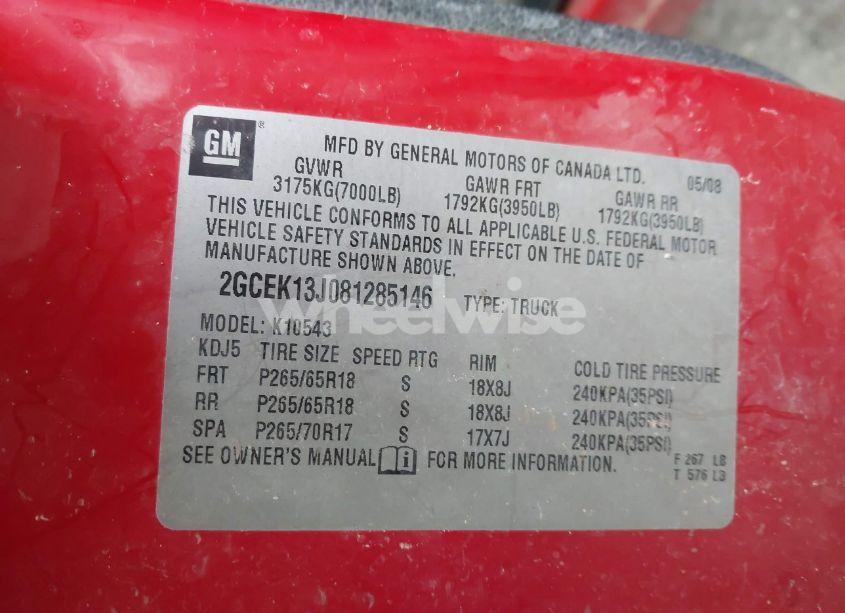 GM ®
MFD BY GENERAL MOTORS OF CANADA LTD. 05/08
GVWR GAWR FRT GAWR RR
3175KG(7000LB) 1792KG(3950LB) 1792KG(3950LB)
THIS VEHICLE CONFORMS TO ALL APPLICABLE U.S. FEDERAL MOTOR
VEHICLE SAFETY STANDARDS IN EFFECT ON THE DATE OF
MANUFACTURE SHOWN ABOVE.
2GCEK13J081285146 TYPE: TRUCK
wheelwise
MODEL: K10543
KDJ5 TIRE SIZE SPEED RTG RIM COLD TIRE PRESSURE
FRT P265/65R18 S 18X8J 240KPA(35PSI)
RR P265/65R18 S 18X8J 240KPA(35PSI)
SPA P265/70R17 S 17X7J 240KPA(35PSI)
SEE OWNER'S MANUAL i FOR MORE INFORMATION.
F 267 LB
T 576 LB